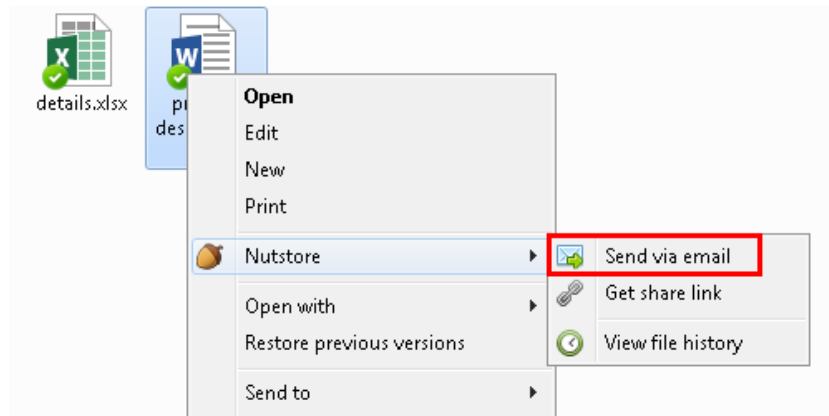 details.xlsx
Open
Edit
New
Print
Nutstore
Send via email
Get share link
View file history
Open with
Restore previous versions
Send to